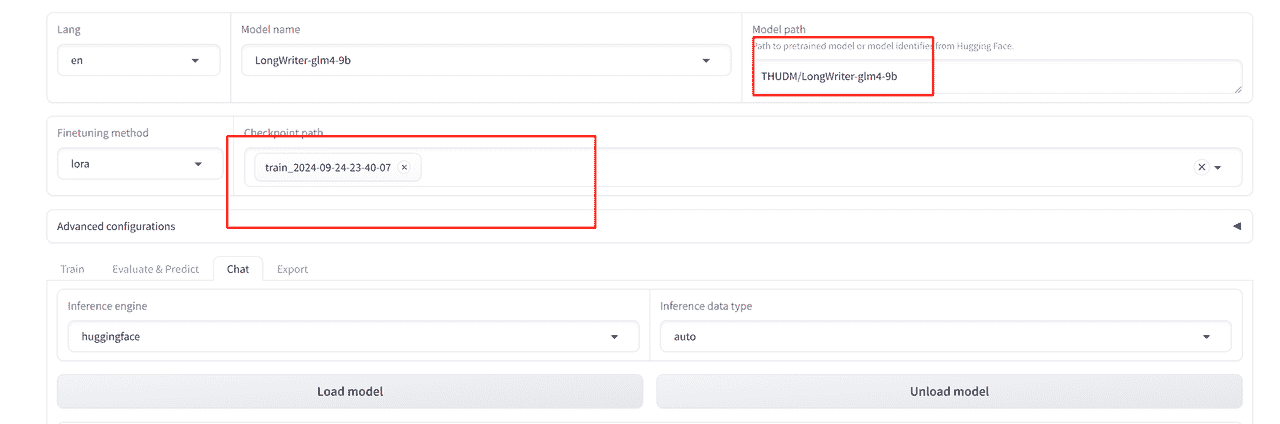 Lang
en
Model name
LongWriter-glm4-9b
Model path
Path to pretrained model or model identifier from Hugging Face.
THUDM/LongWriter-glm4-9b
Finetuning method
lora
Checkpoint path
train_2024-09-24-23-40-07
Advanced configurations
Train Evaluate & Predict Chat Export
Inference engine
huggingface
Inference data type
auto
Load model
Unload model